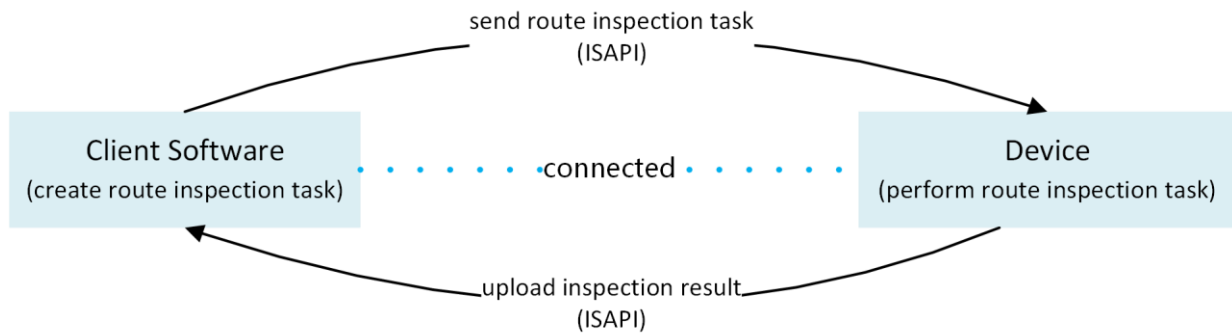 send route inspection task
(ISAPI)
Client Software
(create route inspection task)
connected
Device
(perform route inspection task)
upload inspection result
(ISAPI)